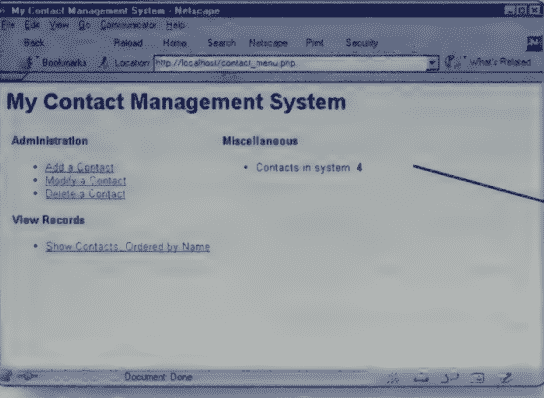 My Contact Management System - Netscape
File Edit View Go Communicator Help
Back Reload Home Search Netscape Print Security
Bookmarks Location: http://localhost/contact_menu.php What's Related
My Contact Management System
Administration
Miscellaneous
• Add a Contact
• Modify a Contact
• Delete a Contact
• Contacts in system 4
View Records
• Show Contacts, Ordered by Name
Document: Done